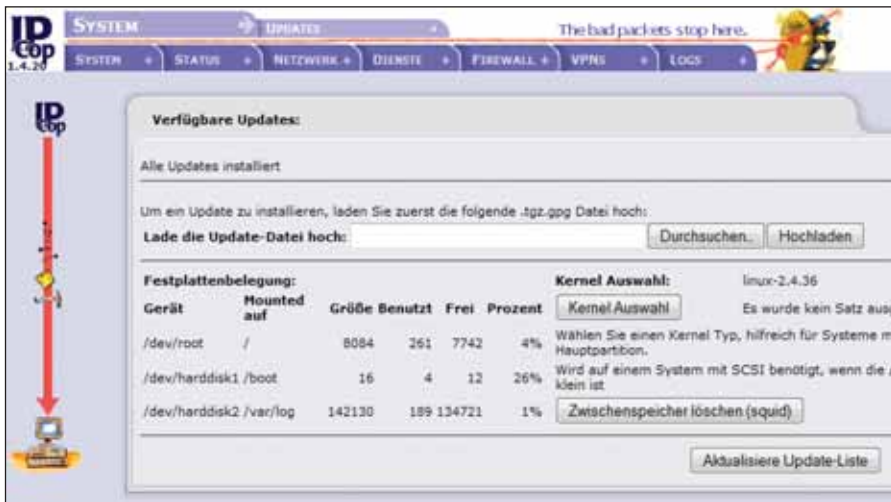 IP
Cop
1.4.20
SYSTEM
UPDATES
The bad packets stop here.
SYSTEM
STATUS
NETZWERK
DIENSTE
FIREWALL
VPNS
LOGS
IP
Cop
Verfügbare Updates:
Alle Updates installiert
Um ein Update zu installieren, laden Sie zuerst die folgende .tgz.gpg Datei hoch:
Lade die Update-Datei hoch: Durchsuchen.. Hochladen
Festplattenbelegung: Kernel Auswahl: linux-2.4.36
Gerät Mounted auf Größe Benutzt Frei Prozent Kernel Auswahl Es wurde kein Satz
/dev/root / 8084 261 7742 4% Wählen Sie einen Kernel Typ, hilfreich für Systeme
Hauptpartition.
/dev/harddisk1 /boot 16 4 12 26% Wird auf einem System mit SCSI benötigt, wenn die
klein ist
/dev/harddisk2 /var/log 142130 189 134721 1% Zwischenspeicher löschen (squid)
Aktualisiere Update-Liste